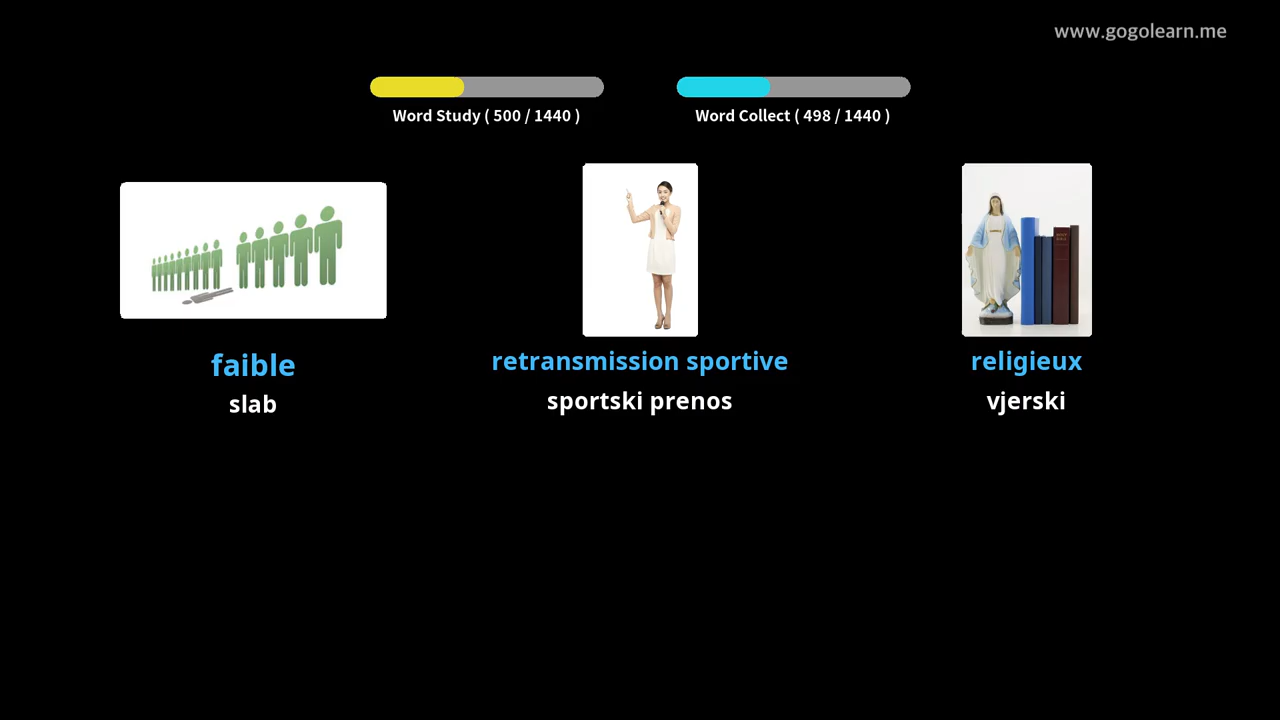 www.gogolearn.me
Word Study ( 500 / 1440 )
Word Collect ( 498 / 1440 )
faible
slab
retransmission sportive
sportski prenos
religieux
vjerski